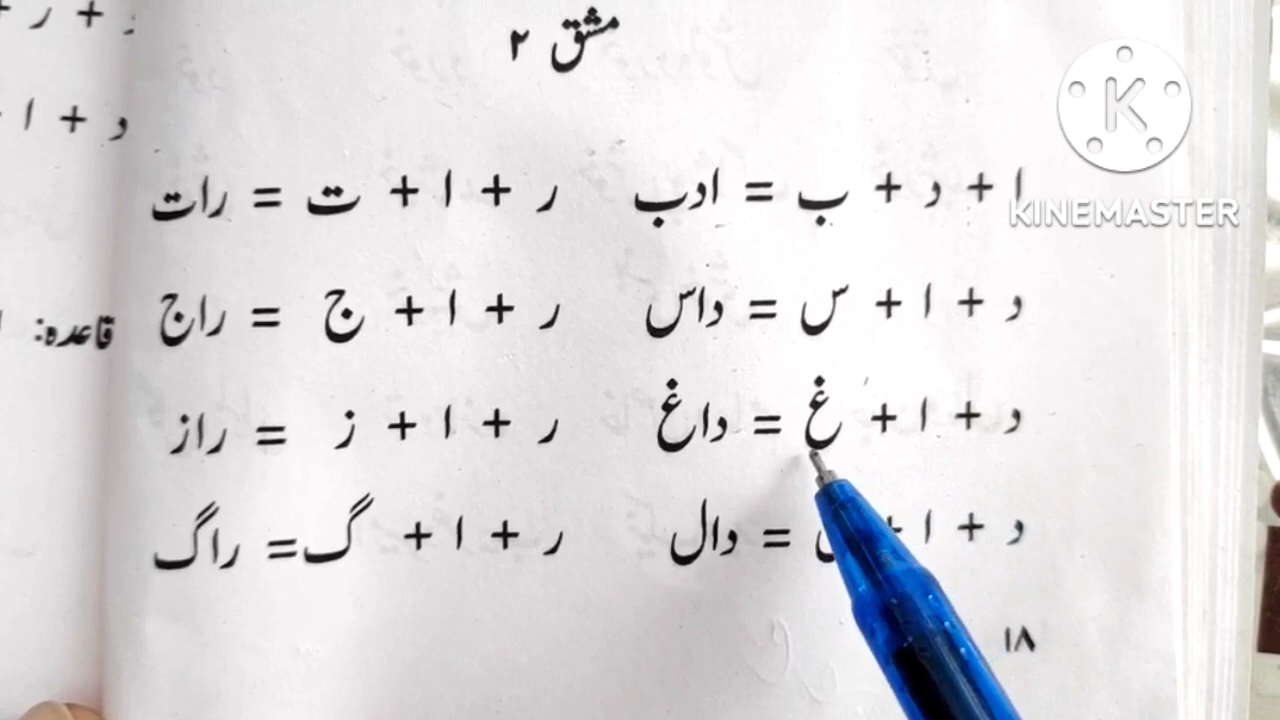 مشق ۲
ا + د + ب = ادب ر + ا + ت = رات
د + ا + س = داس ر + ا + ج = راج
د + ا + غ = داغ ر + ا + ز = راز
د + ا + = دال ر + ا + گ = راگ
۱۸
+ ر +
د + ا
قاعدہ:
K
KINEMASTER